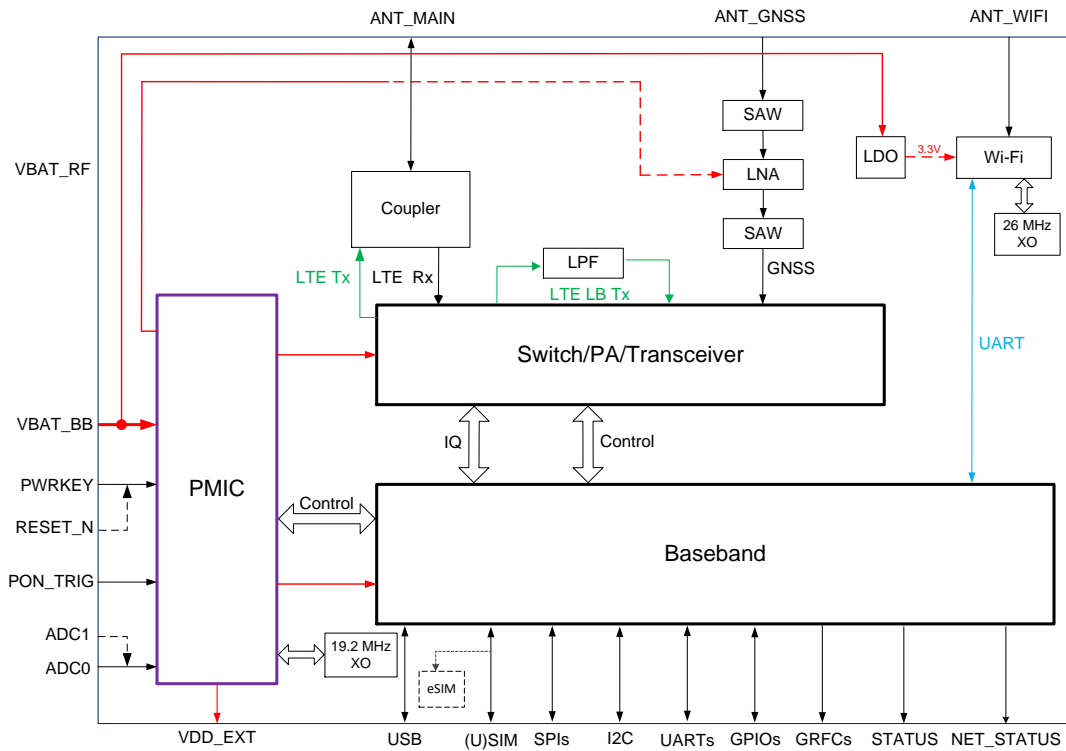 ANT_MAIN
ANT_GNSS
ANT_WIFI
SAW
VBAT_RF
LDO
3.3V
Wi-Fi
LNA
Coupler
26 MHz
XO
SAW
LTE Tx
LTE Rx
LPF
GNSS
LTE LB Tx
UART
Switch/PA/Transceiver
VBAT_BB
IQ
Control
PWRKEY
PMIC
RESET_N
Control
Baseband
PON_TRIG
ADC1
ADC0
19.2 MHz
XO
eSIM
VDD_EXT
USB
(U)SIM
SPIs
I2C
UARTs
GPIOs
GRFCs
STATUS
NET_STATUS